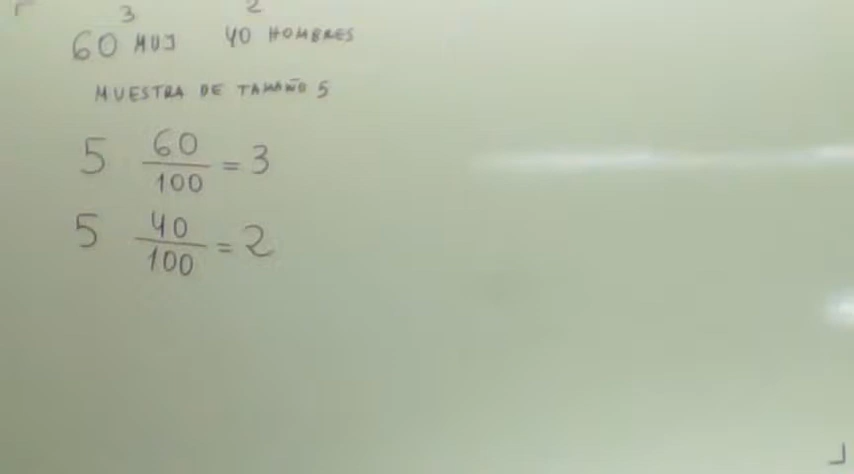 3 2
60 MUJ 40 HOMBRES
MUESTRA DE TAMAÑO 5
5 60/100 = 3
5 40/100 = 2